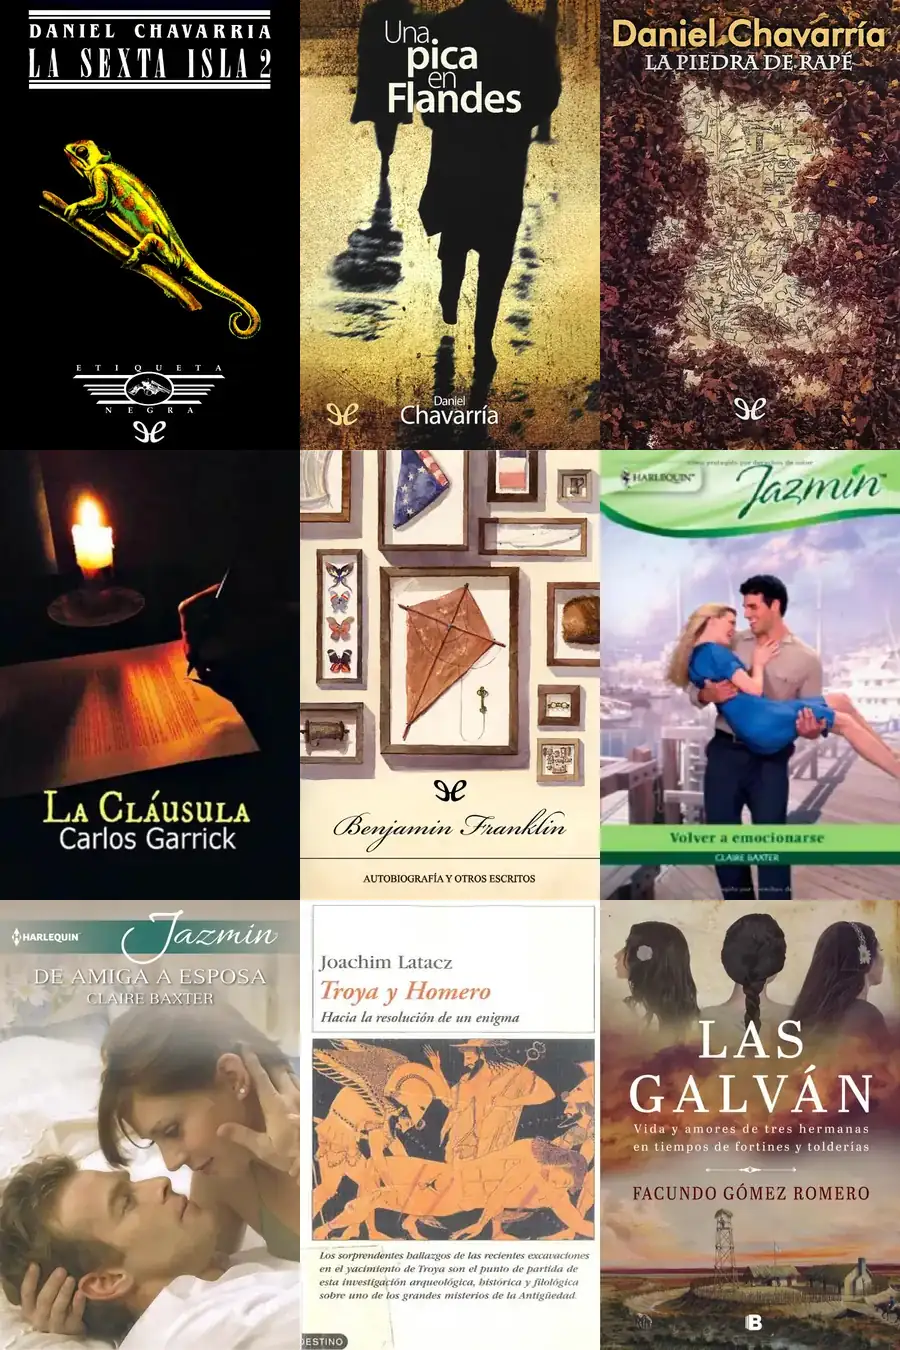 DANIEL CHAVARRIA
LA SEXTA ISLA 2
ETIQUETA
NEGRA
Una
pica
en
Flandes
Daniel
Chavarría
Daniel Chavarría
LA PIEDRA DE RAPÉ
LA CLÁUSULA
Carlos Garrick
Benjamin Franklin
AUTOBIOGRAFÍA Y OTROS ESCRITOS
HARLEQUIN™
Jazmín™
Volver a emocionarse
CLAIRE BAXTER
HARLEQUIN™
Jazmín
DE AMIGA A ESPOSA
CLAIRE BAXTER
Joachim Latacz
Troya y Homero
Hacia la resolución de un enigma
Los sorprendentes hallazgos de las recientes excavaciones
en el yacimiento de Troya son el punto de partida de
esta investigación arqueológica, histórica y filológica
sobre uno de los grandes misterios de la Antigüedad.
DESTINO
LAS
GALVÁN
Vida y amores de tres hermanas
en tiempos de fortines y tolderías
FACUNDO GÓMEZ ROMERO
B